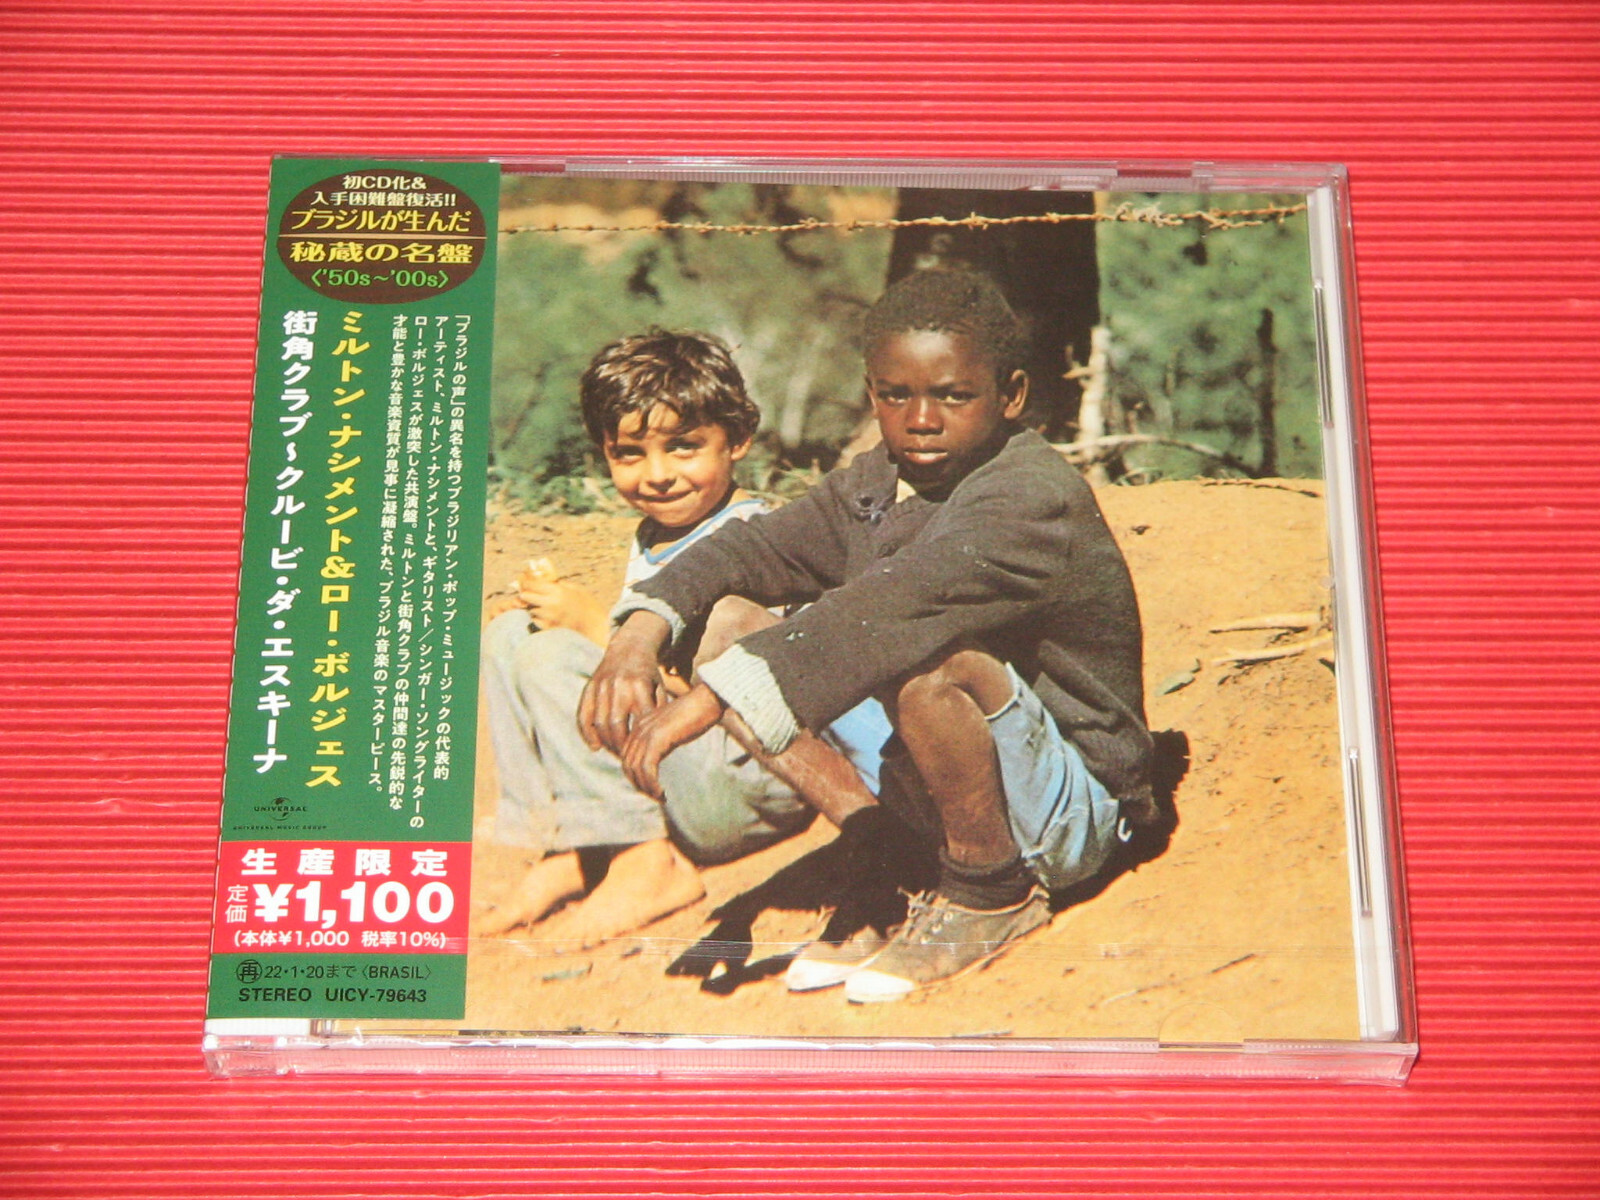 初CD化&
入手困難盤復活!!
ブラジルが生んだ
秘蔵の名盤
〈'50s〜'00s〉
ミルトン・ナシメント&ロー・ボルジェス
街角クラブ〜クルービ・ダ・エスキーナ
「ブラジルの声」の異名を持つブラジリアン・ポップ・ミュージックの代表的
アーティスト、ミルトン・ナシメントと、ギタリスト/シンガー・ソングライターの
ロー・ボルジェスが激突した共演盤。ミルトンと街角クラブの仲間達の先鋭的な
才能と豊かな音楽資質が見事に凝縮された、ブラジル音楽のマスターピース。
UNIVERSAL
UNIVERSAL MUSIC GROUP
生産限定
定価 ¥1,100
(本体¥1,000 税率10%)
再 22・1・20まで〈BRASIL〉
STEREO UICY-79643